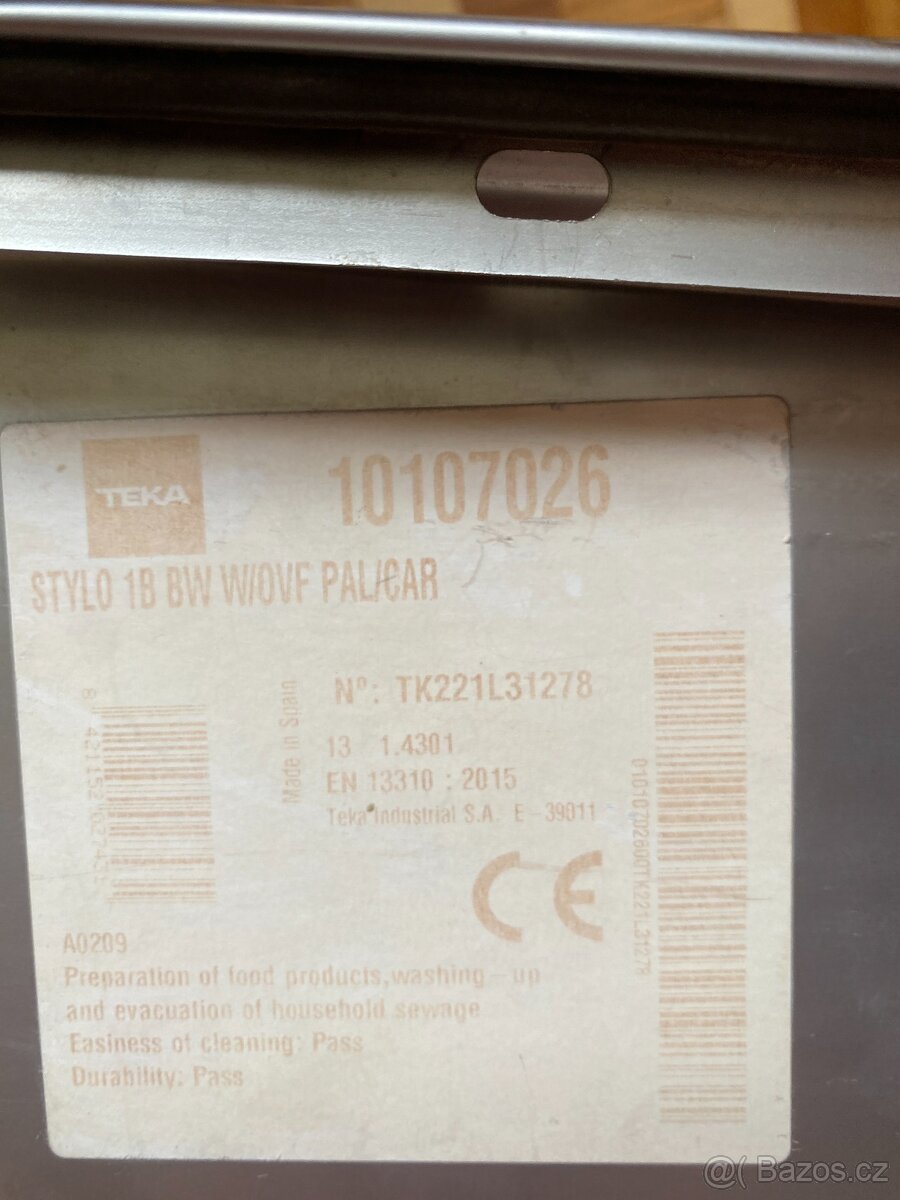 TEKA
10107026
STYLO 1B BW W/OVF PAL/CAR
Nº: TK221L31278
Made in Spain
13 1.4301
EN 13310 : 2015
Teka Industrial S.A. E-39011
CE
A0209
Preparation of food products, washing-up
and evacuation of household sewage
Easiness of cleaning: Pass
Durability: Pass
@( Bazos.cz